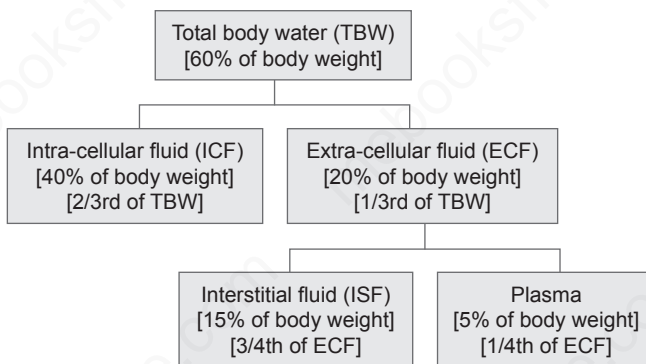 Total body water (TBW)
[60% of body weight]
Intra-cellular fluid (ICF)
[40% of body weight]
[2/3rd of TBW]
Extra-cellular fluid (ECF)
[20% of body weight]
[1/3rd of TBW]
Interstitial fluid (ISF)
[15% of body weight]
[3/4th of ECF]
Plasma
[5% of body weight]
[1/4th of ECF]